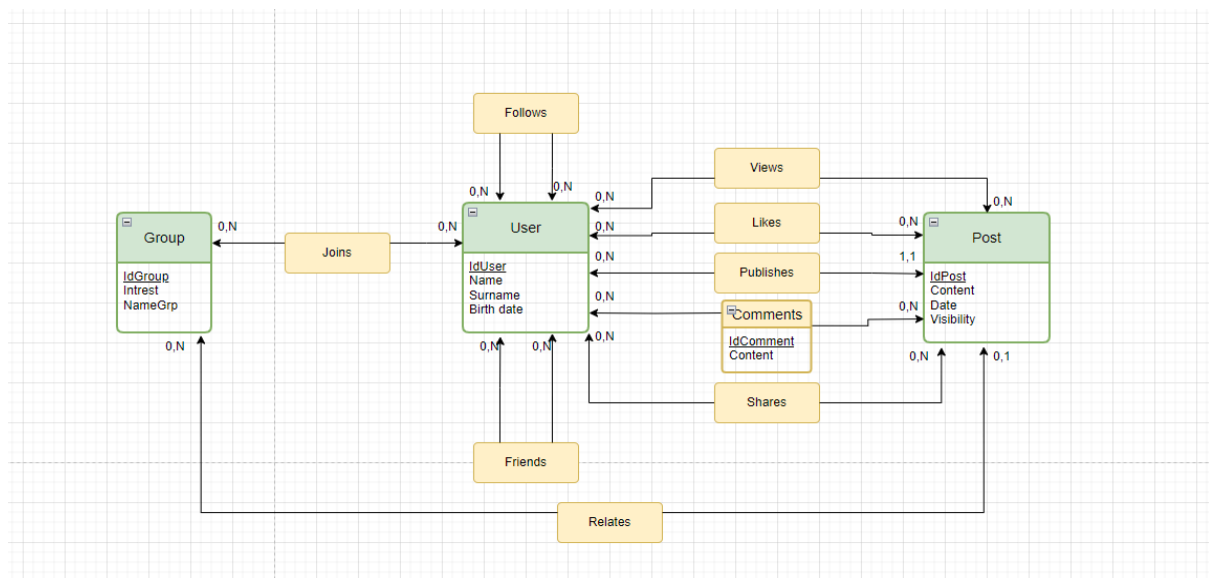 Follows
Views
0,N
0,N
0,N
0,N
Group
IdGroup
Intrest
NameGrp
0,N
Joins
0,N
User
IdUser
Name
Surname
Birth date
0,N
Likes
0,N
Post
IdPost
Content
Date
Visibility
0,N
Publishes
1,1
0,N
Comments
IdComment
Content
0,N
0,N
0,N
0,N
0,N
Shares
0,N
0,1
Friends
Relates